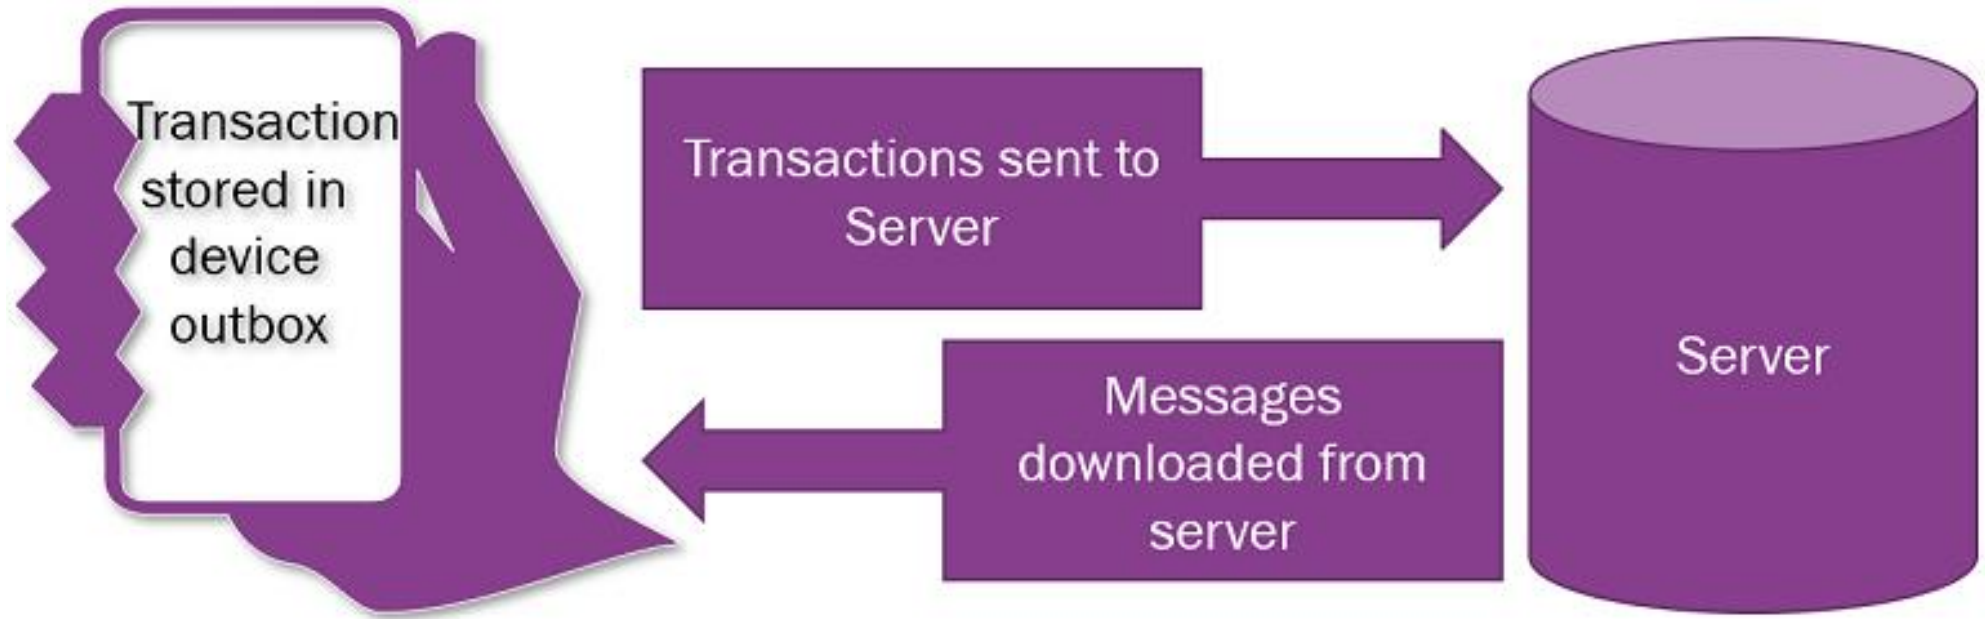 Transaction
stored in
device
outbox
Transactions sent to
Server
Messages
downloaded from
server
Server